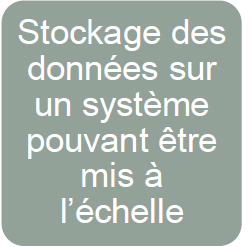 Stockage des
données sur
un système
pouvant être
mis à
l’échelle